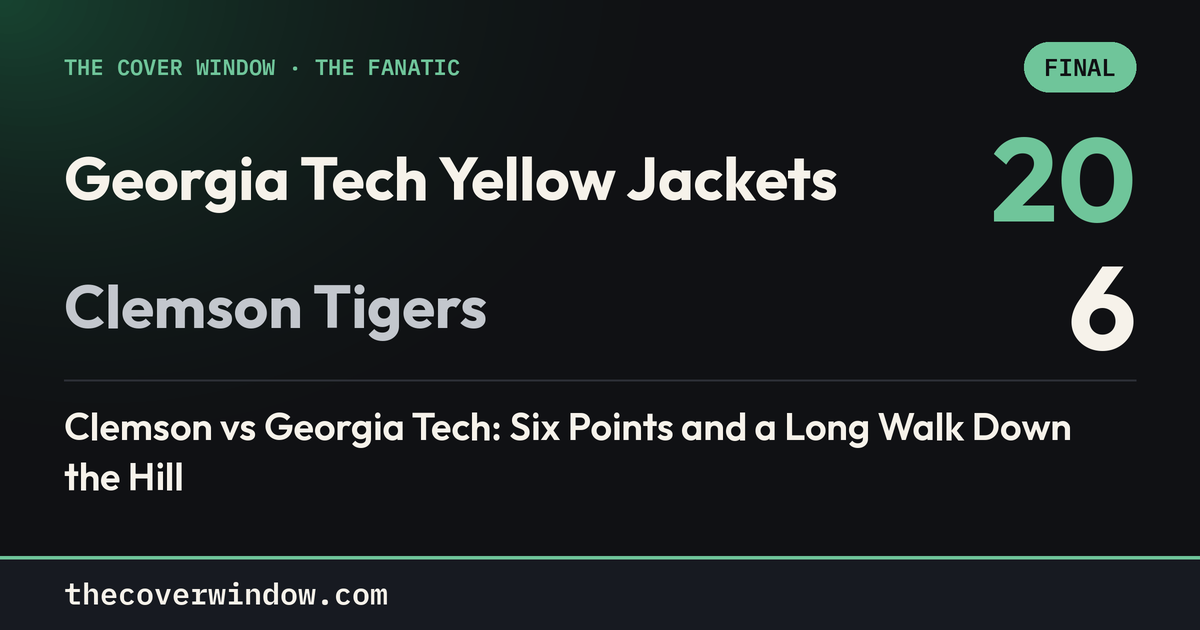 THE COVER WINDOW · THE FANATIC
FINAL
Georgia Tech Yellow Jackets 20
Clemson Tigers 6
Clemson vs Georgia Tech: Six Points and a Long Walk Down
the Hill
thecoverwindow.com